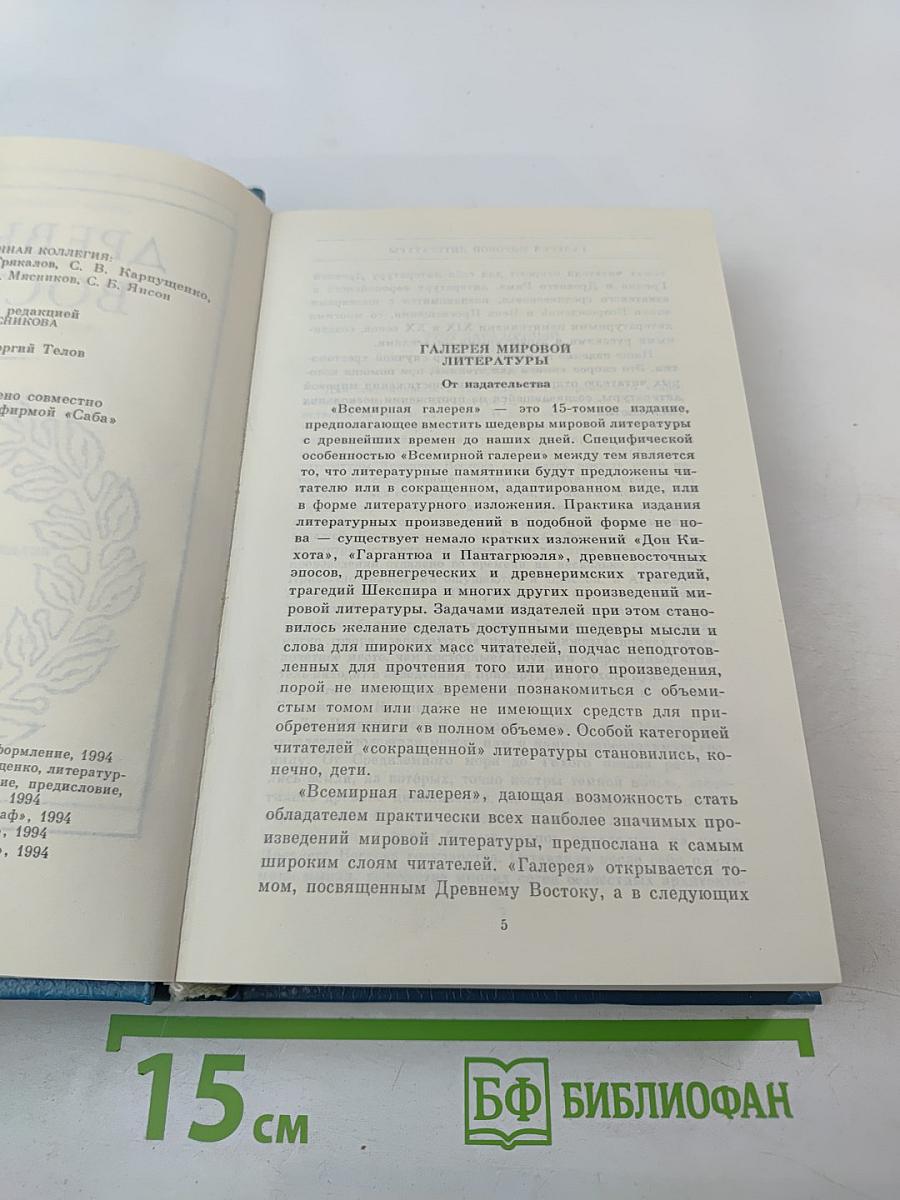 ННАЯ КОЛЛЕГИЯ:
Грякалов, С. В. Карпущенко,
Мясников, С. Б. Янсон
редакцией
СНИКОВА
ргий Телов
ено совместно
фирмой «Саба»
формление, 1994
щенко, литератур-
ие, предисловие,
1994
аф», 1994
», 1994
», 1994
ГАЛЕРЕЯ МИРОВОЙ
ЛИТЕРАТУРЫ
От издательства
«Всемирная галерея» — это 15-томное издание,
предполагающее вместить шедевры мировой литературы
с древнейших времен до наших дней. Специфической
особенностью «Всемирной галереи» между тем является
то, что литературные памятники будут предложены чи-
тателю или в сокращенном, адаптированном виде, или
в форме литературного изложения. Практика издания
литературных произведений в подобной форме не но-
ва — существует немало кратких изложений «Дон Ки-
хота», «Гаргантюа и Пантагрюэля», древневосточных
эпосов, древнегреческих и древнеримских трагедий,
трагедий Шекспира и многих других произведений ми-
ровой литературы. Задачами издателей при этом стано-
вилось желание сделать доступными шедевры мысли и
слова для широких масс читателей, подчас неподготов-
ленных для прочтения того или иного произведения,
порой не имеющих времени познакомиться с объеми-
стым томом или даже не имеющих средств для при-
обретения книги «в полном объеме». Особой категорией
читателей «сокращенной» литературы становились, ко-
нечно, дети.
«Всемирная галерея», дающая возможность стать
обладателем практически всех наиболее значимых про-
изведений мировой литературы, предпослана к самым
широким слоям читателей. «Галерея» открывается то-
мом, посвященным Древнему Востоку, а в следующих
5
15 см
БФ БИБЛИОФАН